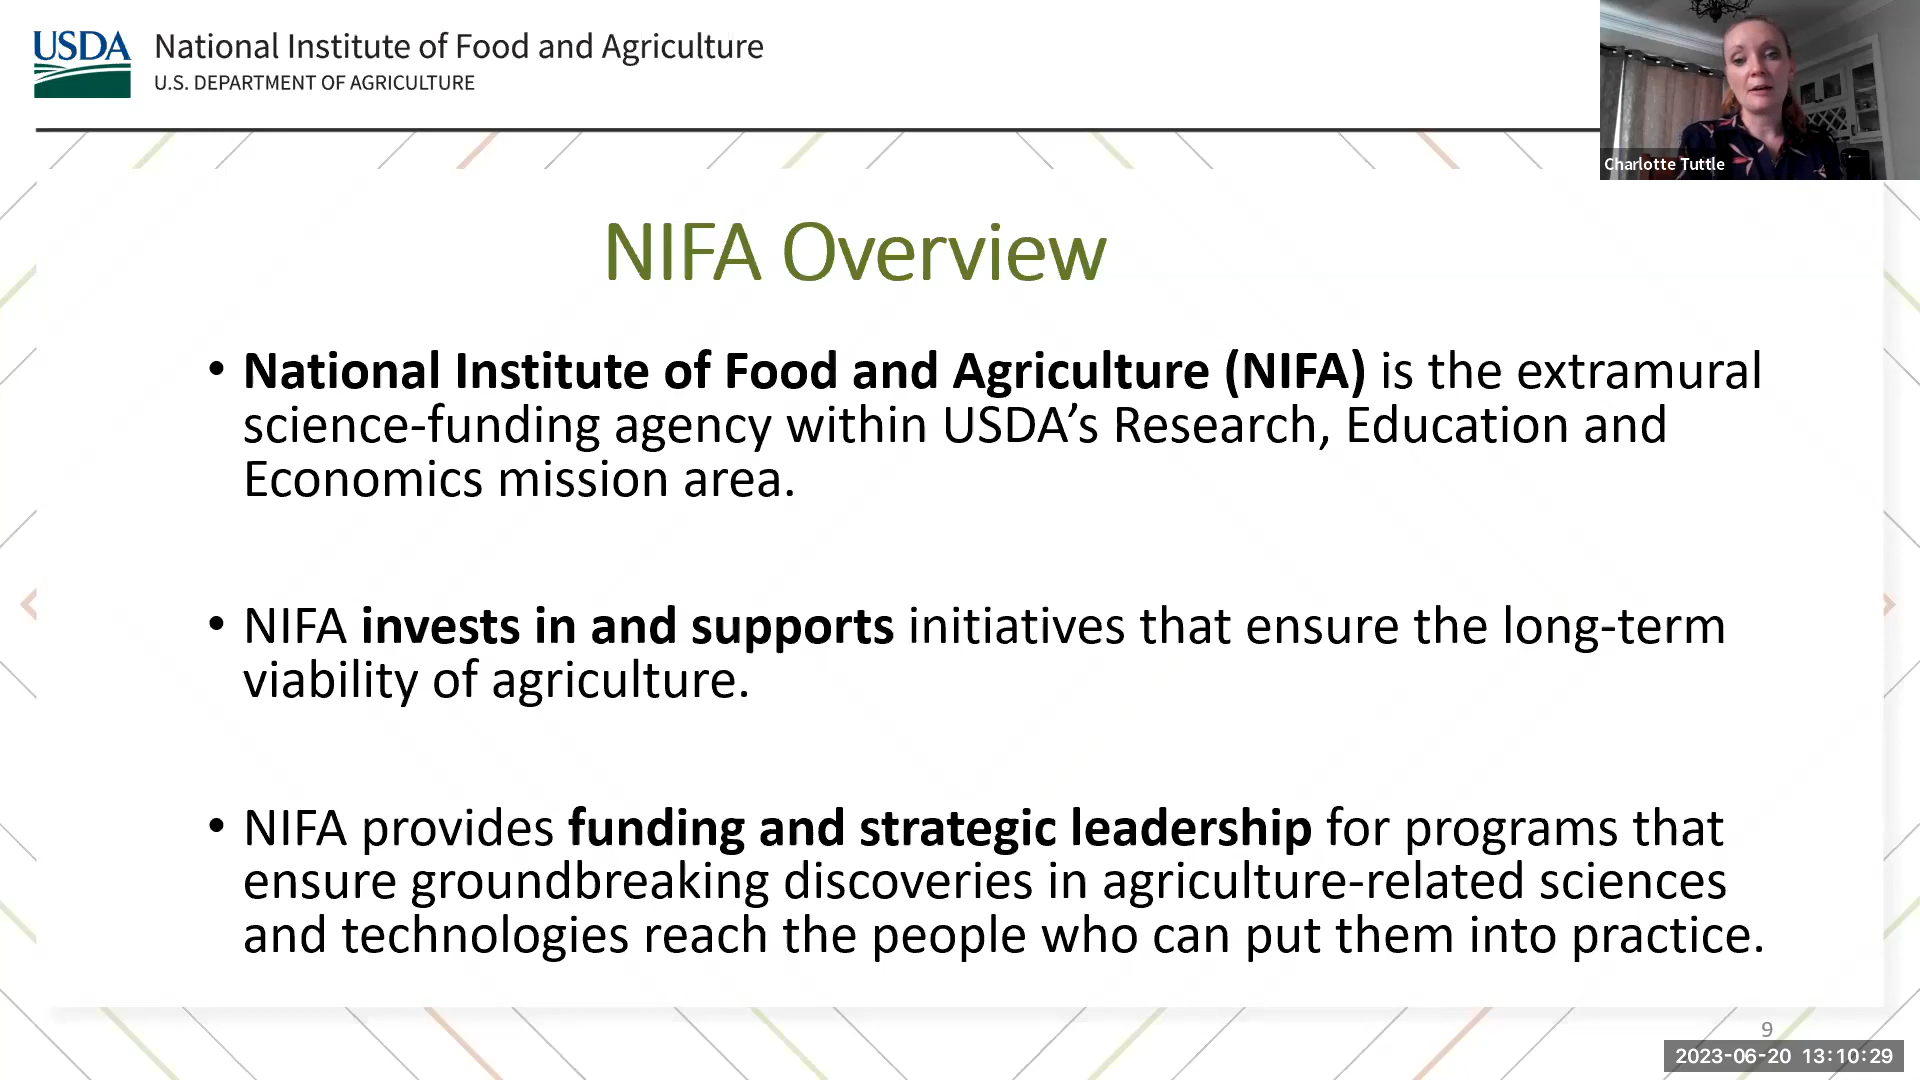 USDA
National Institute of Food and Agriculture
U.S. DEPARTMENT OF AGRICULTURE
Charlotte Tuttle
NIFA Overview
• National Institute of Food and Agriculture (NIFA) is the extramural
science-funding agency within USDA’s Research, Education and
Economics mission area.
• NIFA invests in and supports initiatives that ensure the long-term
viability of agriculture.
• NIFA provides funding and strategic leadership for programs that
ensure groundbreaking discoveries in agriculture-related sciences
and technologies reach the people who can put them into practice.
9
2023-06-20 13:10:29